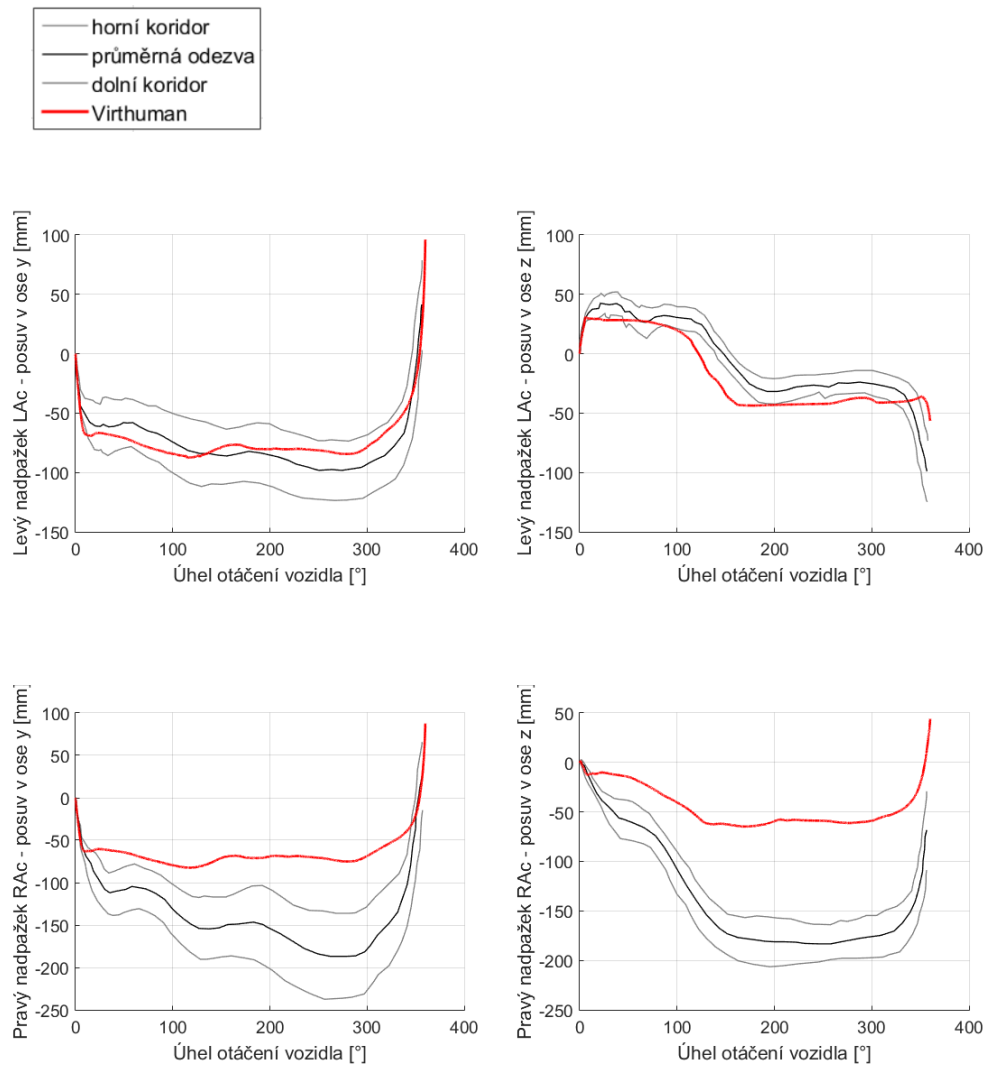 horní koridor
průměrná odezva
dolní koridor
Virthuman
Levý nadpažek LAc - posuv v ose y [mm]
100
50
0
-50
-100
-150
0 100 200 300 400
Úhel otáčení vozidla [°]
Levý nadpažek LAc - posuv v ose z [mm]
100
50
0
-50
-100
-150
0 100 200 300 400
Úhel otáčení vozidla [°]
Pravý nadpažek RAc - posuv v ose y [mm]
100
50
0
-50
-100
-150
-200
-250
0 100 200 300 400
Úhel otáčení vozidla [°]
Pravý nadpažek RAc - posuv v ose z [mm]
50
0
-50
-100
-150
-200
-250
0 100 200 300 400
Úhel otáčení vozidla [°]